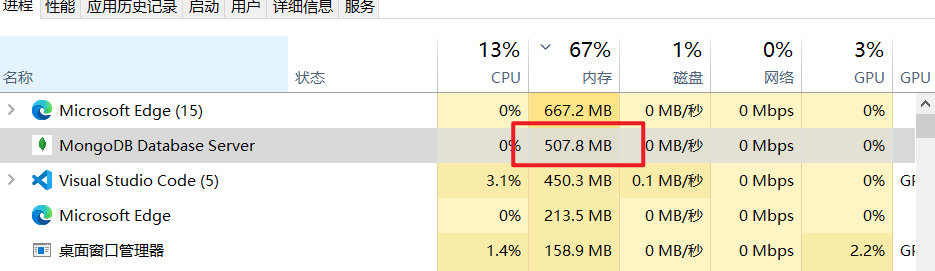 进程 性能 应用历史记录 启动 用户 详细信息 服务
13% 67% 1% 0% 3%
名称 状态 CPU 内存 磁盘 网络 GPU GPU
Microsoft Edge (15) 0% 667.2 MB 0 MB/秒 0 Mbps 0%
MongoDB Database Server 0% 507.8 MB 0 MB/秒 0 Mbps 0%
Visual Studio Code (5) 3.1% 450.3 MB 0.1 MB/秒 0 Mbps 0% GP
Microsoft Edge 0% 213.5 MB 0 MB/秒 0 Mbps 0%
桌面窗口管理器 1.4% 158.9 MB 0 MB/秒 0 Mbps 2.2% GP